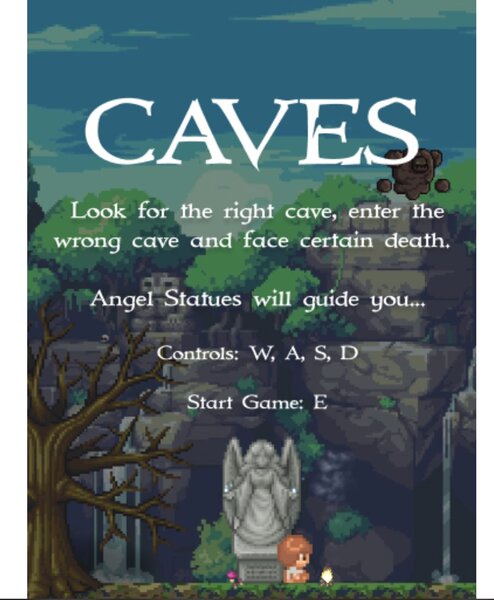 CAVES
Look for the right cave, enter the
wrong cave and face certain death.
Angel Statues will guide you...
Controls: W, A, S, D
Start Game: E